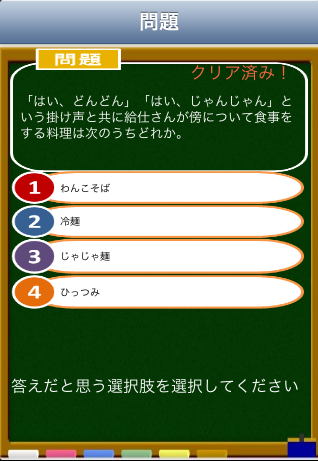 問題
問題
クリア済み！
「はい、どんどん」「はい、じゃんじゃん」と
いう掛け声と共に給仕さんが傍について食事を
する料理は次のうちどれか。
1 わんこそば
2 冷麺
3 じゃじゃ麺
4 ひっつみ
答えだと思う選択肢を選択してください